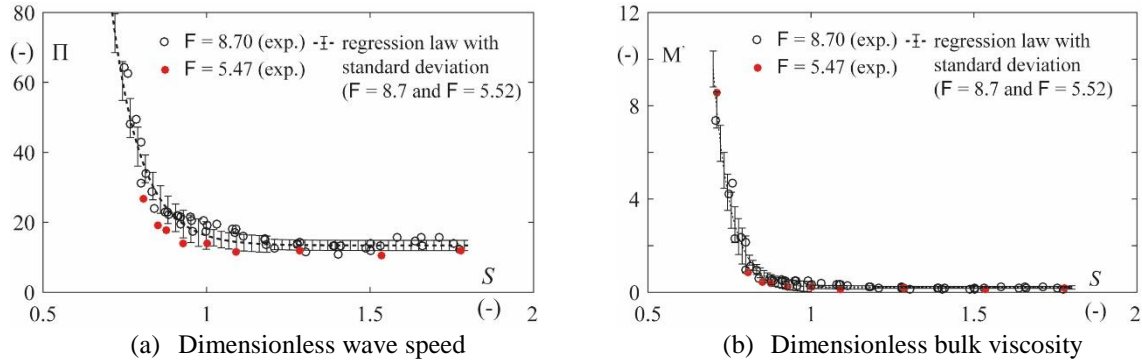 80
(-)
Π
60
40
20
0
0.5
1
1.5
2
S
(-)
F = 8.70 (exp.)
F = 5.47 (exp.)
regression law with
standard deviation
(F = 8.7 and F = 5.52)
(a) Dimensionless wave speed
12
(-)
M*
8
4
0
0.5
1
1.5
2
S
(-)
F = 8.70 (exp.)
F = 5.47 (exp.)
regression law with
standard deviation
(F = 8.7 and F = 5.52)
(b) Dimensionless bulk viscosity